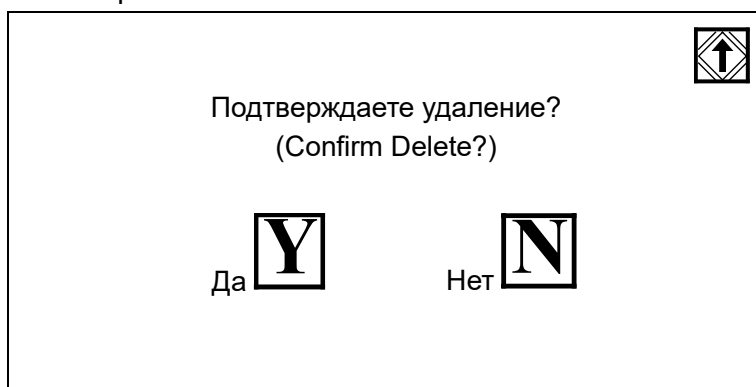 Подтверждаете удаление?
(Confirm Delete?)
Да Y Нет N